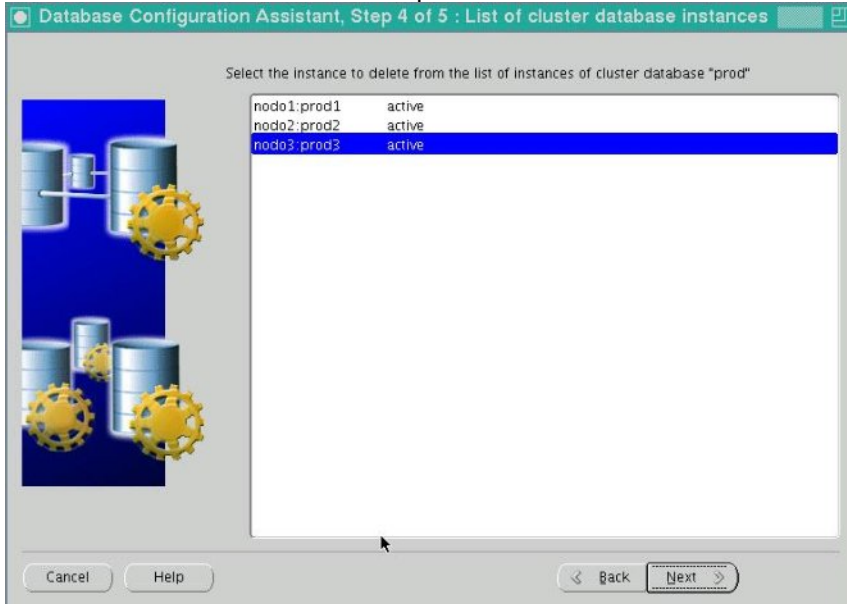 Database Configuration Assistant, Step 4 of 5 : List of cluster database instances
Select the instance to delete from the list of instances of cluster database "prod"
nodo1:prod1 active
nodo2:prod2 active
nodo3:prod3 active
Cancel Help Back Next